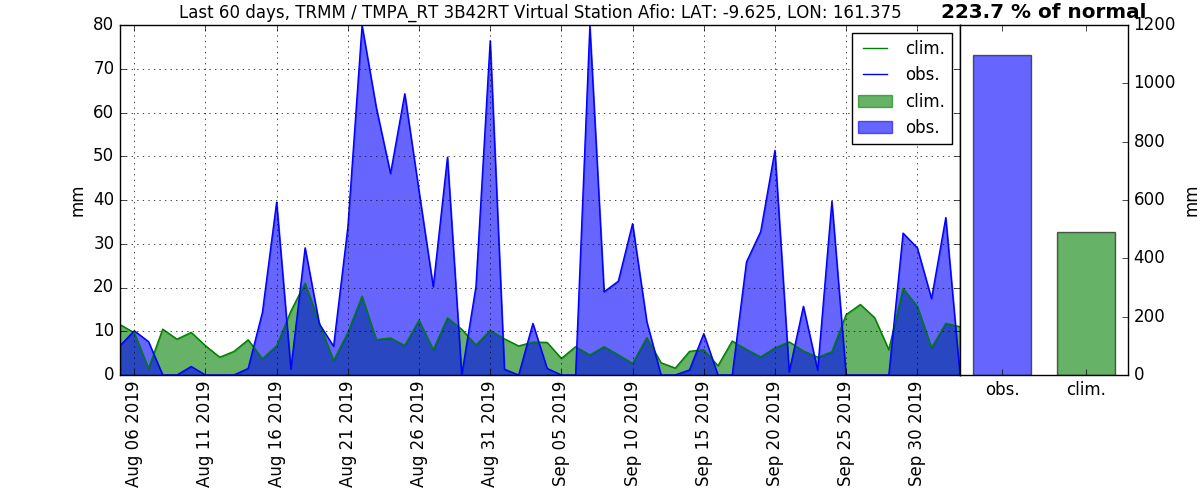 Last 60 days, TRMM / TMPA_RT 3B42RT Virtual Station Afio: LAT: -9.625, LON: 161.375
223.7 % of normal
80
70
60
50
40
30
20
10
0
mm
clim.
obs.
clim.
obs.
1200
1000
800
600
400
200
0
mm
obs.
clim.
Aug 06 2019
Aug 11 2019
Aug 16 2019
Aug 21 2019
Aug 26 2019
Aug 31 2019
Sep 05 2019
Sep 10 2019
Sep 15 2019
Sep 20 2019
Sep 25 2019
Sep 30 2019